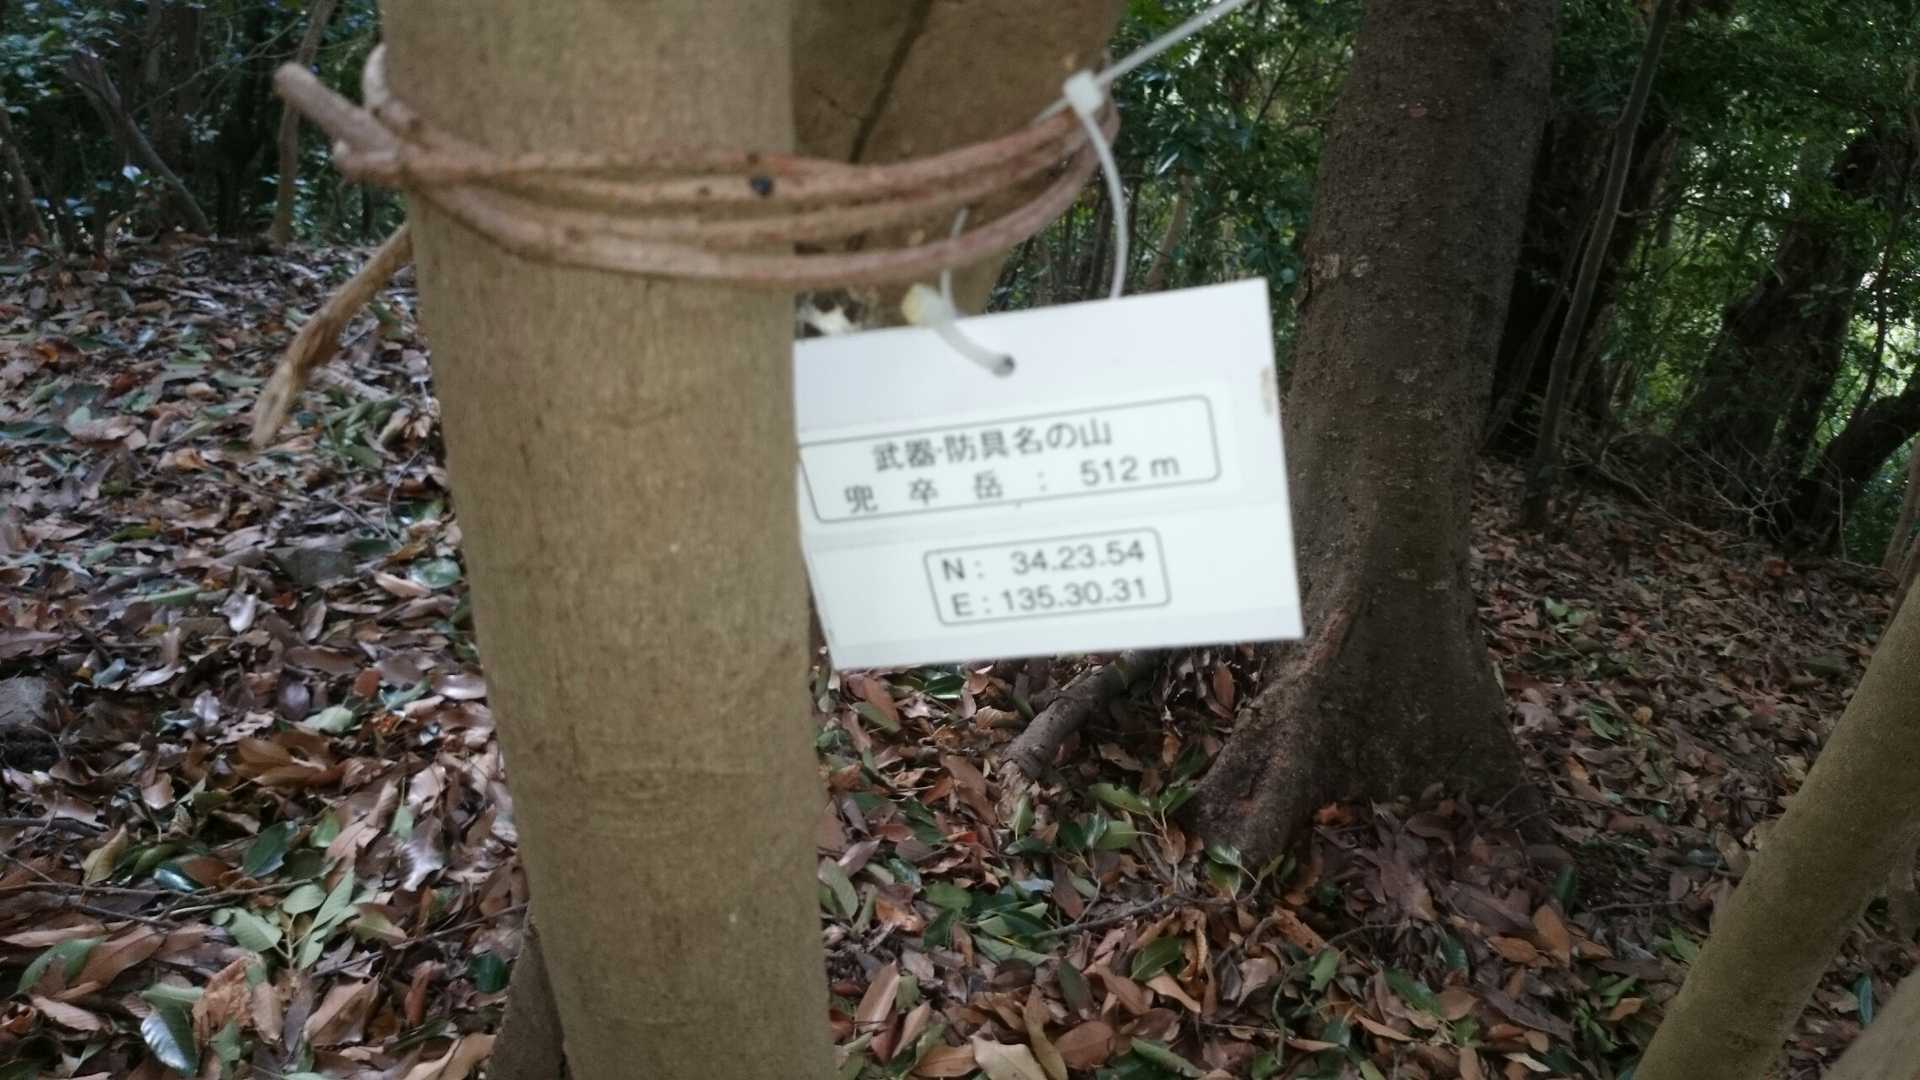 武器・防具名の山
兜 卒 岳 : 512 m
N : 34.23.54
E : 135.30.31